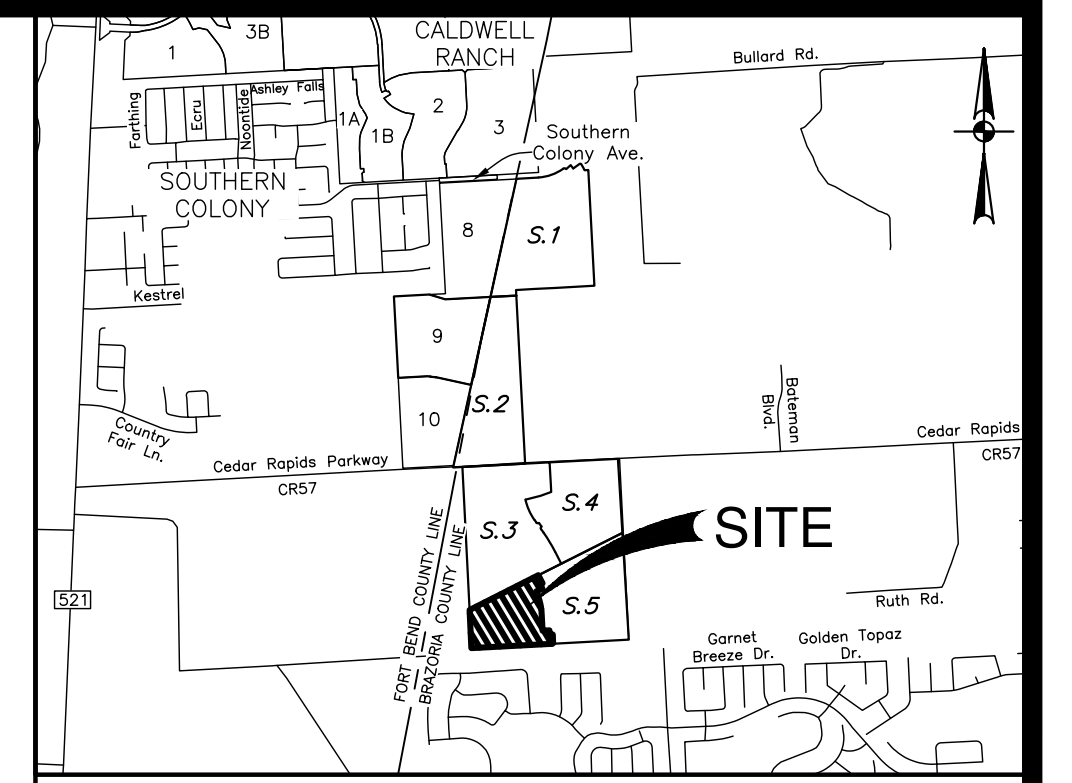 CALDWELL
RANCH
3B
1
Bullard Rd.
Ashley Falls
Farthing
Ecru
Noontide
1A
1B
2
3
Southern
Colony Ave.
SOUTHERN
COLONY
8
S.1
Kestrel
9
S.2
10
Bateman
Blvd.
Country
Fair Ln.
Cedar Rapids Parkway
CR57
Cedar Rapids
CR57
S.3
S.4
SITE
FORT BEND COUNTY LINE
BRAZORIA COUNTY LINE
521
S.5
Ruth Rd.
Garnet
Breeze Dr.
Golden Topaz
Dr.